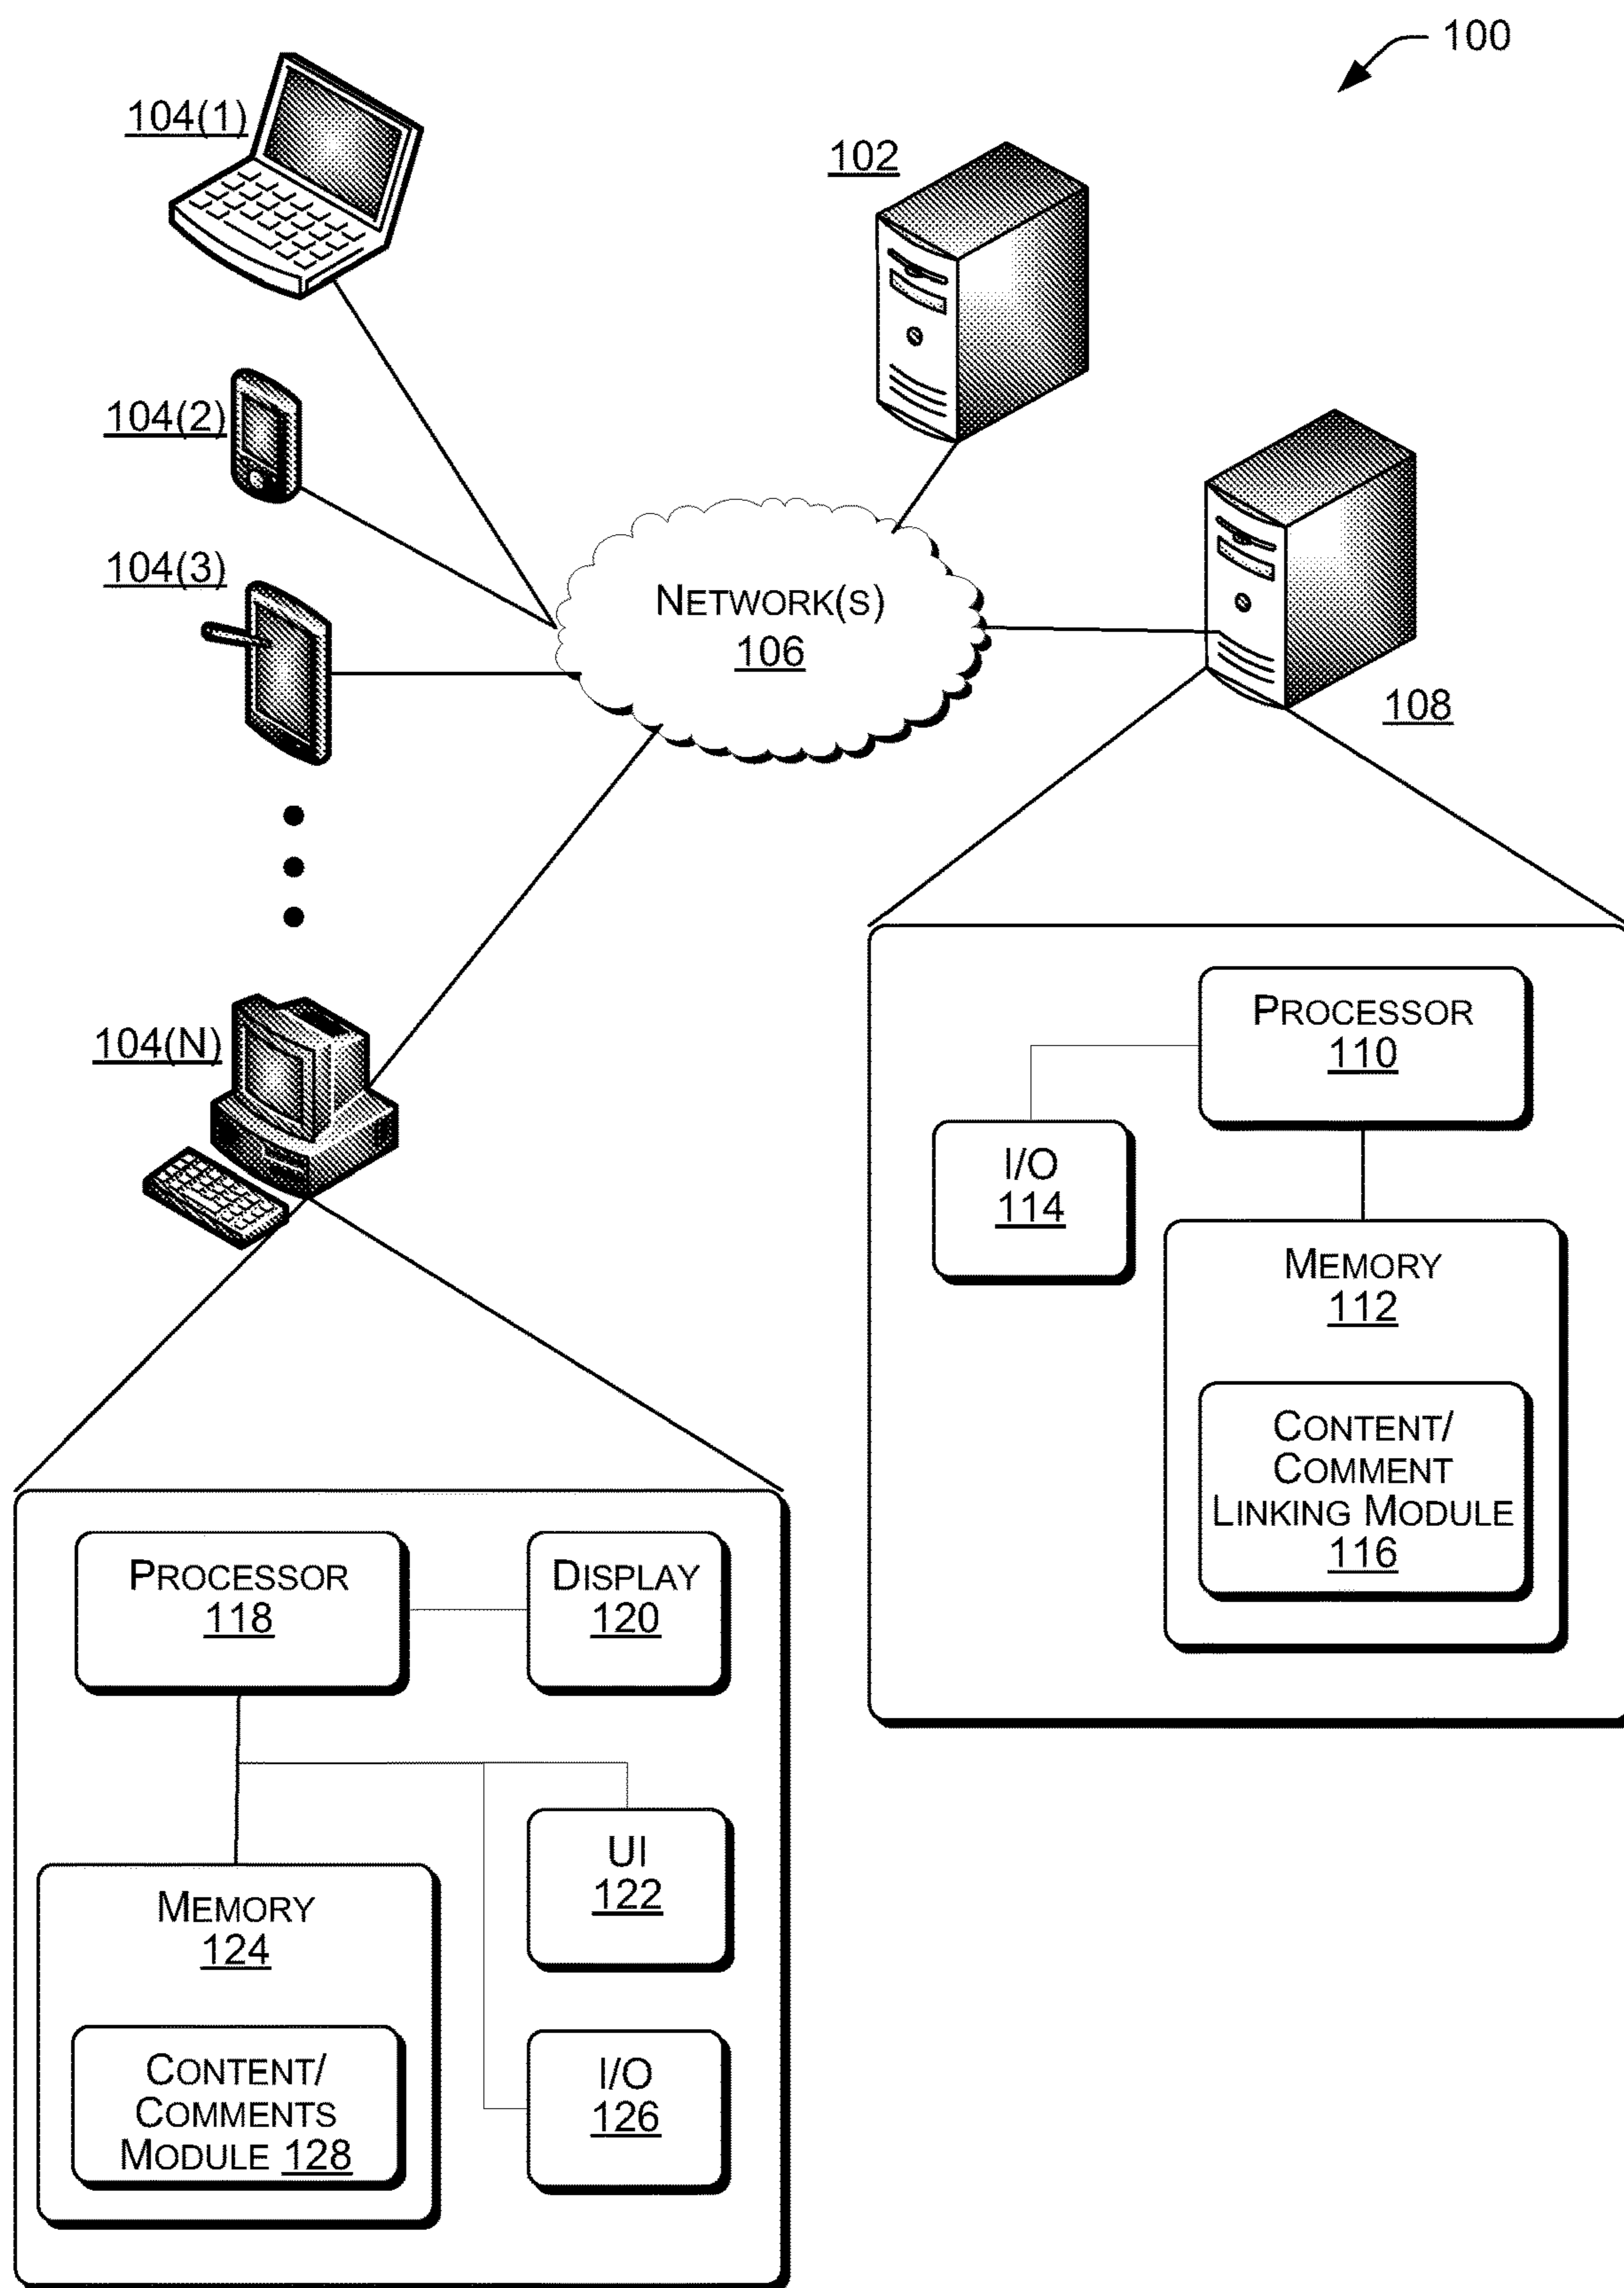 100
104(1)
102
104(2)
104(3)
NETWORK(S)
106
108
104(N)
PROCESSOR
110
I/O
114
MEMORY
112
CONTENT/
COMMENT
LINKING MODULE
116
PROCESSOR
118
DISPLAY
120
UI
122
MEMORY
124
CONTENT/
COMMENTS
MODULE 128
I/O
126